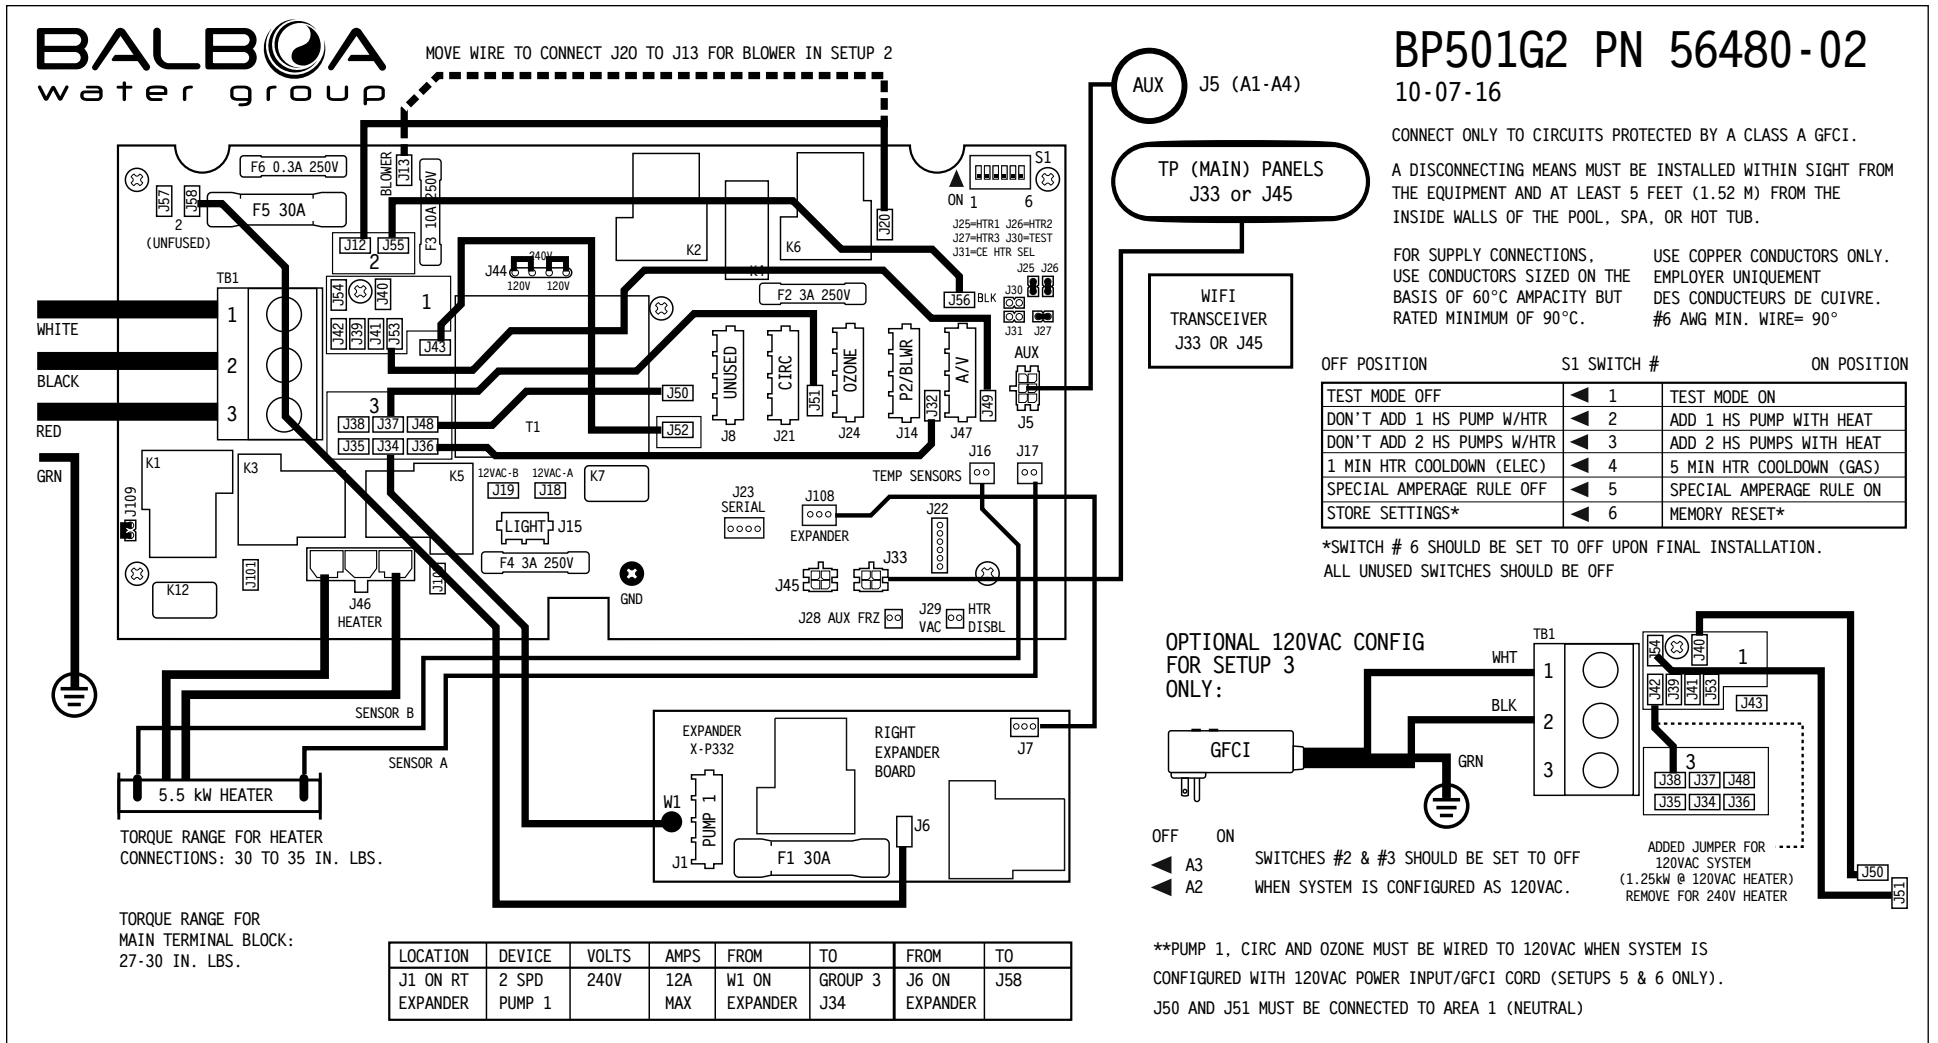 BALBOA
water group
MOVE WIRE TO CONNECT J20 TO J13 FOR BLOWER IN SETUP 2
AUX
J5 (A1-A4)
TP (MAIN) PANELS
J33 or J45
WIFI
TRANSCEIVER
J33 OR J45
BP501G2 PN 56480-02
10-07-16
CONNECT ONLY TO CIRCUITS PROTECTED BY A CLASS A GFCI.
A DISCONNECTING MEANS MUST BE INSTALLED WITHIN SIGHT FROM
THE EQUIPMENT AND AT LEAST 5 FEET (1.52 M) FROM THE
INSIDE WALLS OF THE POOL, SPA, OR HOT TUB.
FOR SUPPLY CONNECTIONS,
USE CONDUCTORS SIZED ON THE
BASIS OF 60°C AMPACITY BUT
RATED MINIMUM OF 90°C.
USE COPPER CONDUCTORS ONLY.
EMPLOYER UNIQUEMENT
DES CONDUCTEURS DE CUIVRE.
#6 AWG MIN. WIRE= 90°
OFF POSITION S1 SWITCH # ON POSITION
TEST MODE OFF ◀ 1 TEST MODE ON
DON'T ADD 1 HS PUMP W/HTR ◀ 2 ADD 1 HS PUMP WITH HEAT
DON'T ADD 2 HS PUMPS W/HTR ◀ 3 ADD 2 HS PUMPS WITH HEAT
1 MIN HTR COOLDOWN (ELEC) ◀ 4 5 MIN HTR COOLDOWN (GAS)
SPECIAL AMPERAGE RULE OFF ◀ 5 SPECIAL AMPERAGE RULE ON
STORE SETTINGS* ◀ 6 MEMORY RESET*
*SWITCH # 6 SHOULD BE SET TO OFF UPON FINAL INSTALLATION.
ALL UNUSED SWITCHES SHOULD BE OFF
F6 0.3A 250V
BLOWER
J13
F3 10A 250V
J57
J58
2
(UNFUSED)
F5 30A
J12 J55
2
K2
K6
J20
S1
ON 1 6
J25=HTR1 J26=HTR2
J27=HTR3 J30=TEST
J31=CE HTR SEL
J25 J26
J30
J31 J27
TB1
1
2
3
WHITE
BLACK
RED
GRN
J54
J40
1
J42
J39
J41
J53
J43
240V
J44
120V 120V
F2 3A 250V
J56 BLK
3
J38 J37 J48
J35 J34 J36
T1
J50
J52
UNUSED
J8
CIRC
J21
J51
OZONE
J24
P2/BLWR
J14
J32
A/V
J47
J49
AUX
J5
K1
K3
K5
12VAC-B 12VAC-A
J19 J18
K7
J109
J101
K12
J46
HEATER
LIGHT J15
F4 3A 250V
GND
J23
SERIAL
J108
EXPANDER
J22
TEMP SENSORS
J16 J17
J45
J33
J28 AUX FRZ
J29
VAC
HTR
DISBL
SENSOR B
SENSOR A
5.5 kW HEATER
TORQUE RANGE FOR HEATER
CONNECTIONS: 30 TO 35 IN. LBS.
TORQUE RANGE FOR
MAIN TERMINAL BLOCK:
27-30 IN. LBS.
EXPANDER
X-P332
RIGHT
EXPANDER
BOARD
J7
W1
PUMP 1
J1
F1 30A
J6
LOCATION DEVICE VOLTS AMPS FROM TO FROM TO
J1 ON RT 2 SPD 240V 12A W1 ON GROUP 3 J6 ON J58
EXPANDER PUMP 1 MAX EXPANDER J34 EXPANDER
OPTIONAL 120VAC CONFIG
FOR SETUP 3
ONLY:
GFCI
WHT
BLK
GRN
TB1
1
2
3
J54
J40
1
J42
J39
J41
J53
J43
3
J38 J37 J48
J35 J34 J36
ADDED JUMPER FOR
120VAC SYSTEM
(1.25kW @ 120VAC HEATER)
REMOVE FOR 240V HEATER
J50
J51
OFF ON
◀ A3
◀ A2
SWITCHES #2 & #3 SHOULD BE SET TO OFF
WHEN SYSTEM IS CONFIGURED AS 120VAC.
**PUMP 1, CIRC AND OZONE MUST BE WIRED TO 120VAC WHEN SYSTEM IS
CONFIGURED WITH 120VAC POWER INPUT/GFCI CORD (SETUPS 5 & 6 ONLY).
J50 AND J51 MUST BE CONNECTED TO AREA 1 (NEUTRAL)